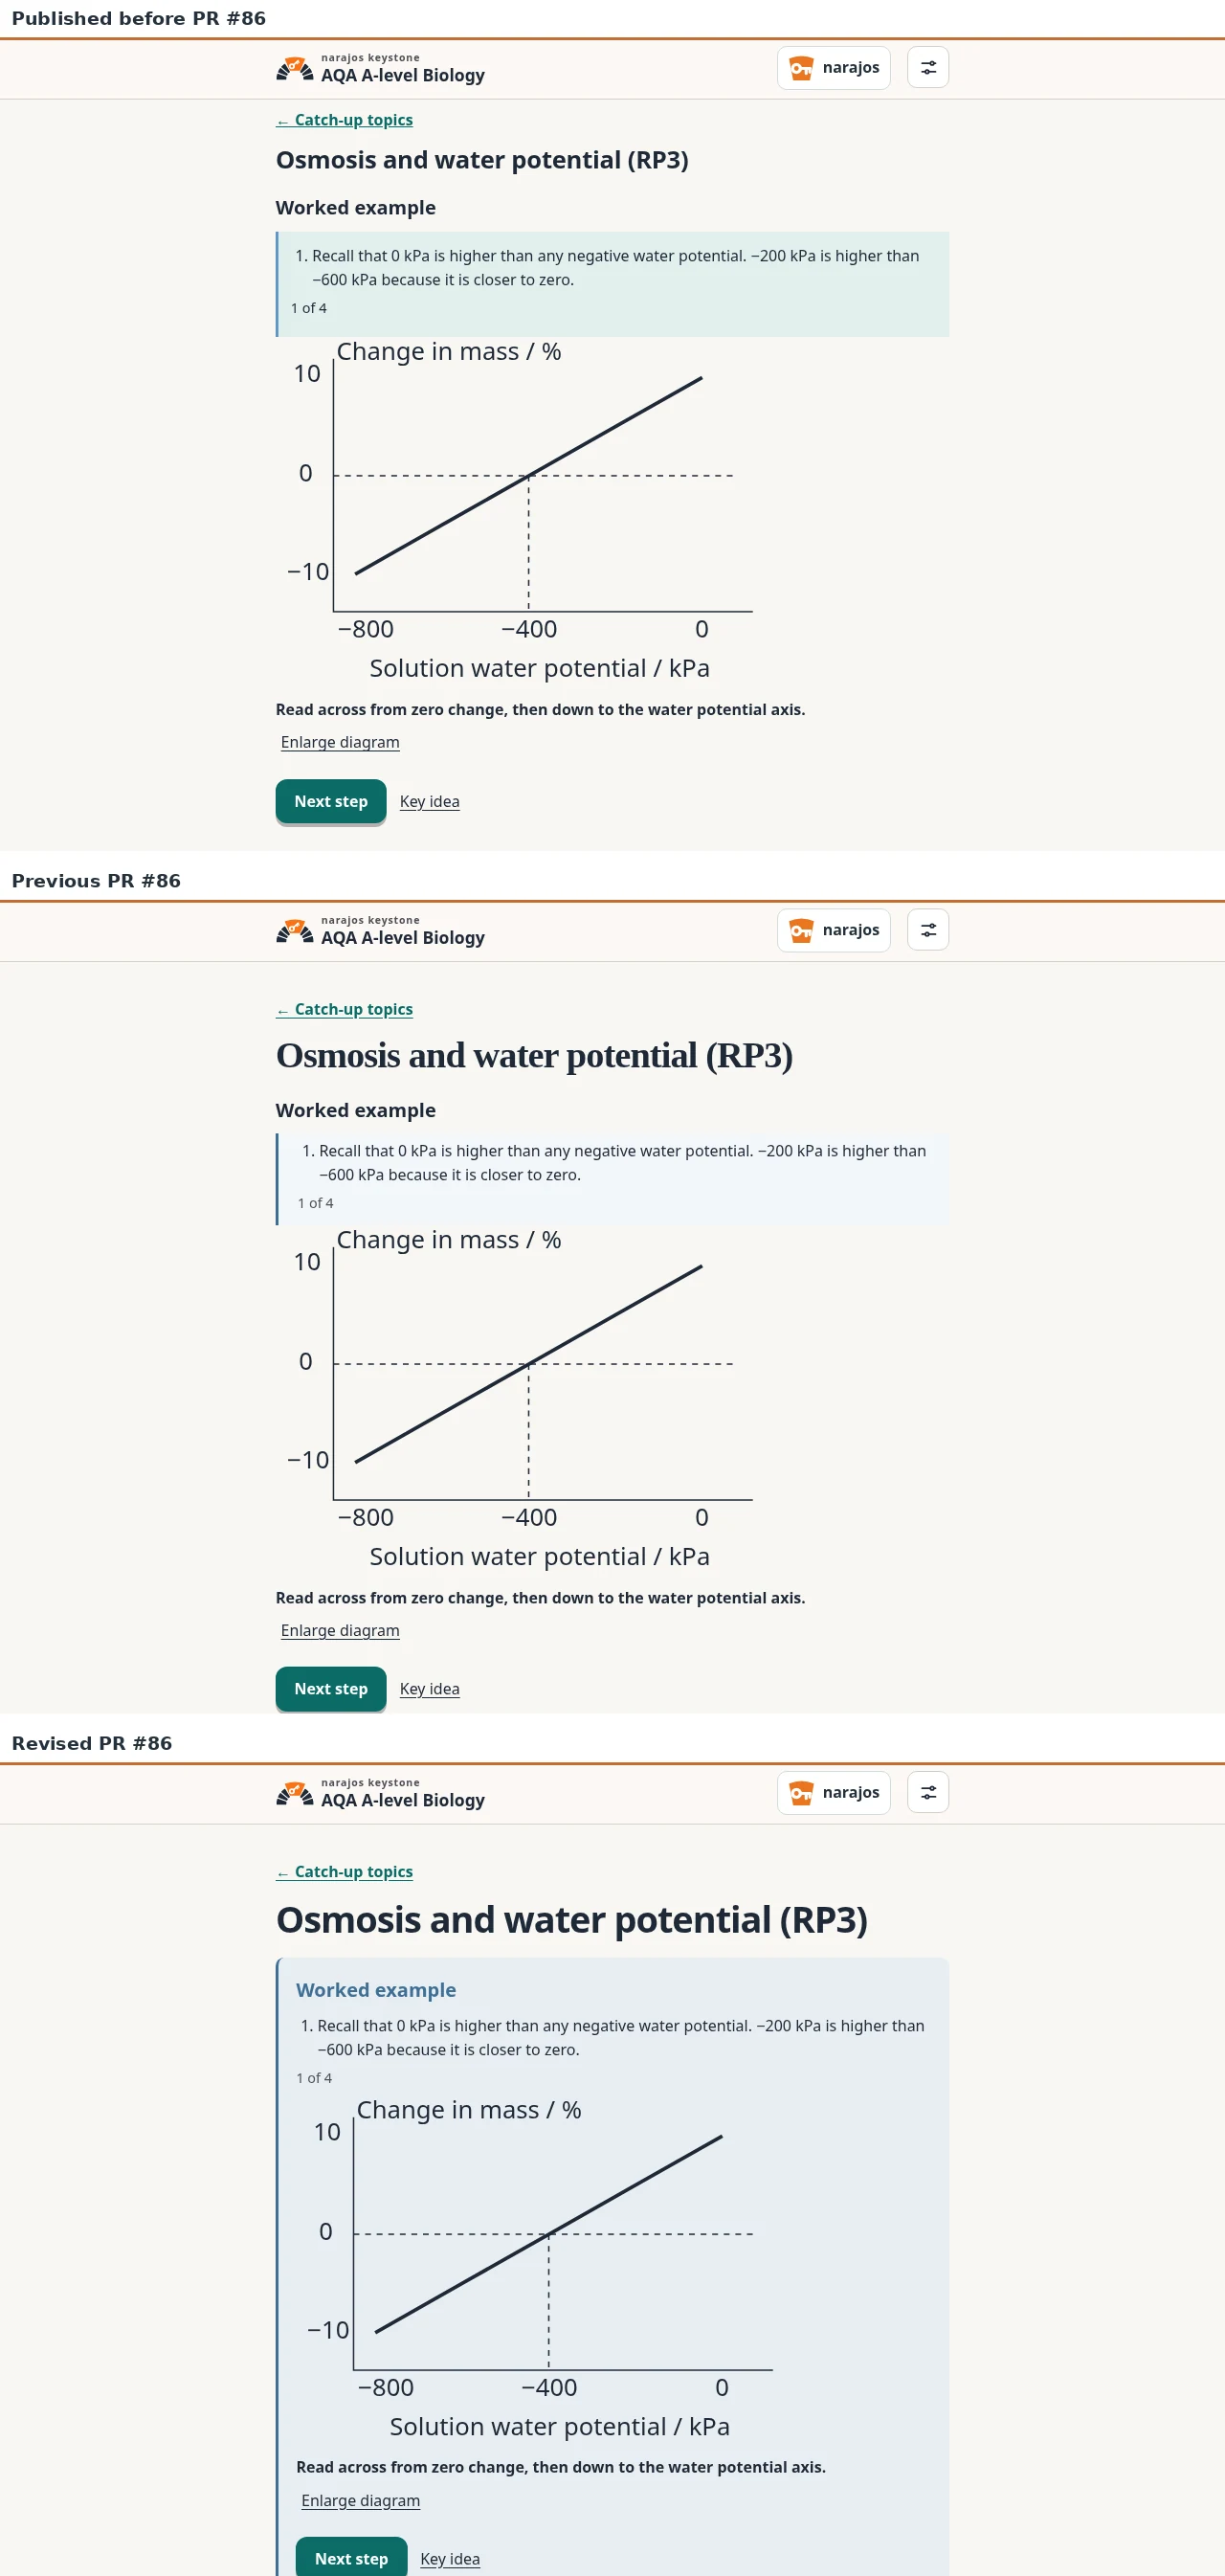 Published before PR #86
narajos keystone
AQA A-level Biology
narajos
← Catch-up topics
Osmosis and water potential (RP3)
Worked example
1. Recall that 0 kPa is higher than any negative water potential. −200 kPa is higher than
−600 kPa because it is closer to zero.
1 of 4
Change in mass / %
10
0
−10
−800 −400 0
Solution water potential / kPa
Read across from zero change, then down to the water potential axis.
Enlarge diagram
Next step Key idea
Previous PR #86
narajos keystone
AQA A-level Biology
narajos
← Catch-up topics
Osmosis and water potential (RP3)
Worked example
1. Recall that 0 kPa is higher than any negative water potential. −200 kPa is higher than
−600 kPa because it is closer to zero.
1 of 4
Change in mass / %
10
0
−10
−800 −400 0
Solution water potential / kPa
Read across from zero change, then down to the water potential axis.
Enlarge diagram
Next step Key idea
Revised PR #86
narajos keystone
AQA A-level Biology
narajos
← Catch-up topics
Osmosis and water potential (RP3)
Worked example
1. Recall that 0 kPa is higher than any negative water potential. −200 kPa is higher than
−600 kPa because it is closer to zero.
1 of 4
Change in mass / %
10
0
−10
−800 −400 0
Solution water potential / kPa
Read across from zero change, then down to the water potential axis.
Enlarge diagram
Next step Key idea